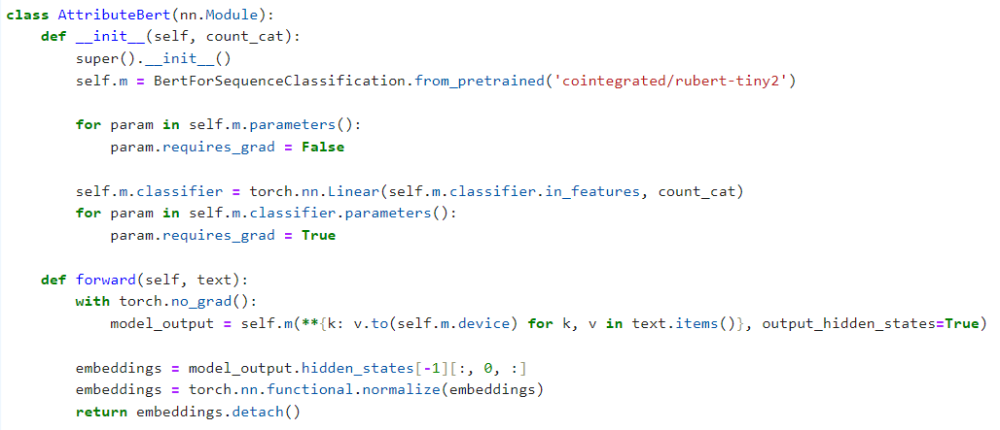 class AttributeBert(nn.Module):
    def __init__(self, count_cat):
        super().__init__()
        self.m = BertForSequenceClassification.from_pretrained('cointegrated/rubert-tiny2')

        for param in self.m.parameters():
            param.requires_grad = False

        self.m.classifier = torch.nn.Linear(self.m.classifier.in_features, count_cat)
        for param in self.m.classifier.parameters():
            param.requires_grad = True

    def forward(self, text):
        with torch.no_grad():
            model_output = self.m(**{k: v.to(self.m.device) for k, v in text.items()}, output_hidden_states=True)

        embeddings = model_output.hidden_states[-1][:, 0, :]
        embeddings = torch.nn.functional.normalize(embeddings)
        return embeddings.detach()